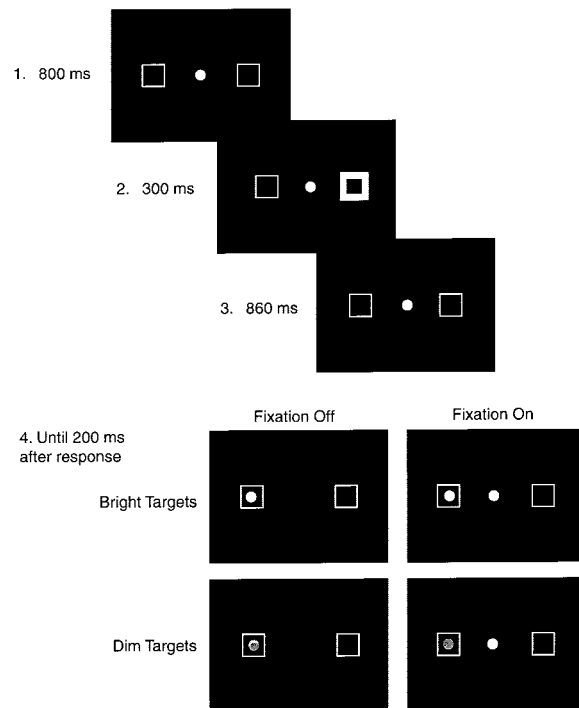 1. 800 ms
2. 300 ms
3. 860 ms
Fixation Off
Fixation On
4. Until 200 ms
after response
Bright Targets
Dim Targets